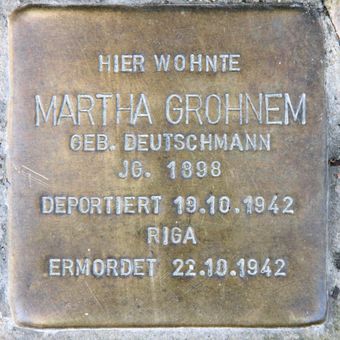 HIER WOHNTE
MARTHA GROHNEM
GEB. DEUTSCHMANN
JG. 1898
DEPORTIERT 19.10.1942
RIGA
ERMORDET 22.10.1942